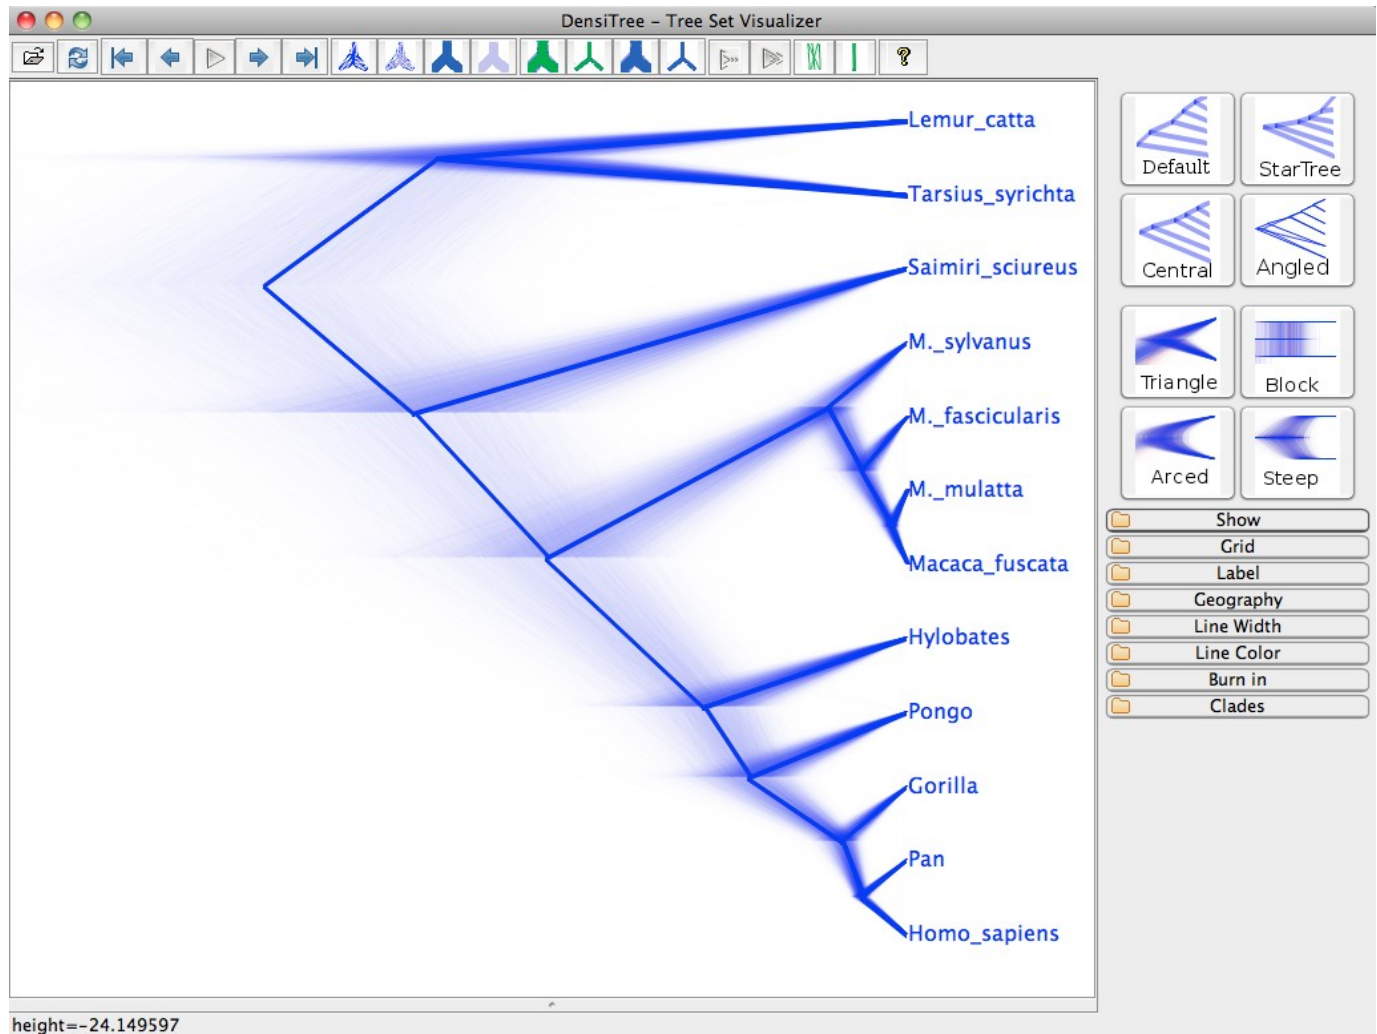 DensiTree – Tree Set Visualizer
?
Lemur_catta
Tarsius_syrichta
Saimiri_sciureus
M._sylvanus
M._fascicularis
M._mulatta
Macaca_fuscata
Hylobates
Pongo
Gorilla
Pan
Homo_sapiens
Default
StarTree
Central
Angled
Triangle
Block
Arced
Steep
Show
Grid
Label
Geography
Line Width
Line Color
Burn in
Clades
height=-24.149597